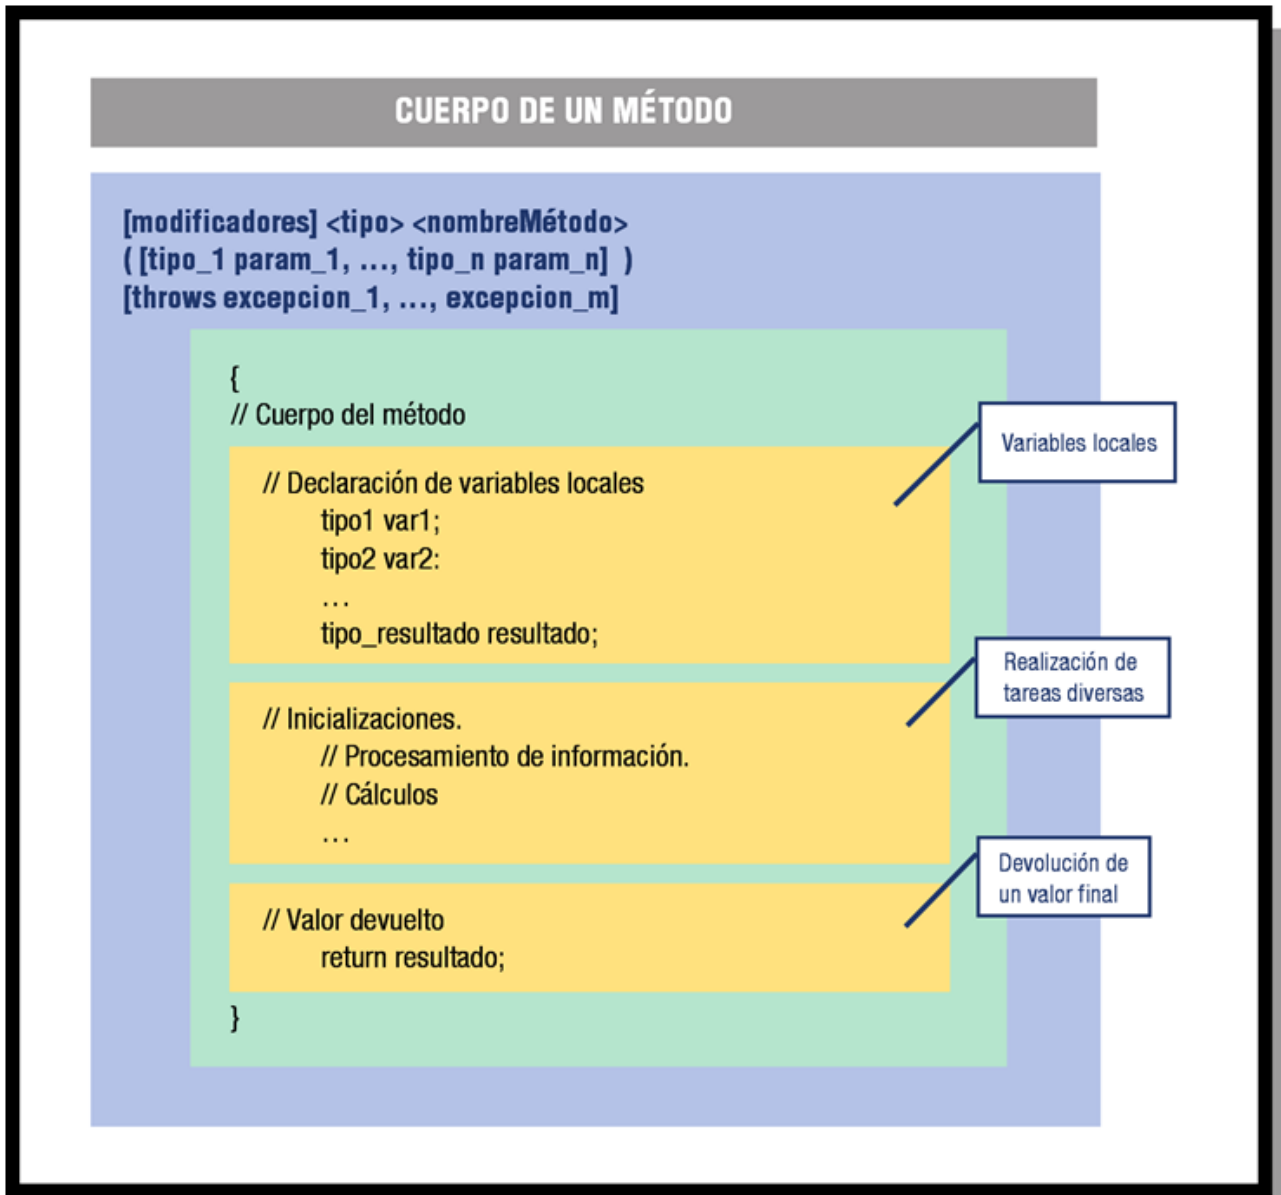 CUERPO DE UN MÉTODO
[modificadores] <tipo> <nombreMétodo>
( [tipo_1 param_1, ..., tipo_n param_n] )
[throws excepcion_1, ..., excepcion_m]
{
// Cuerpo del método
// Declaración de variables locales
tipo1 var1;
tipo2 var2:
...
tipo_resultado resultado;
Variables locales
// Inicializaciones.
// Procesamiento de información.
// Cálculos
...
Realización de
tareas diversas
// Valor devuelto
return resultado;
Devolución de
un valor final
}